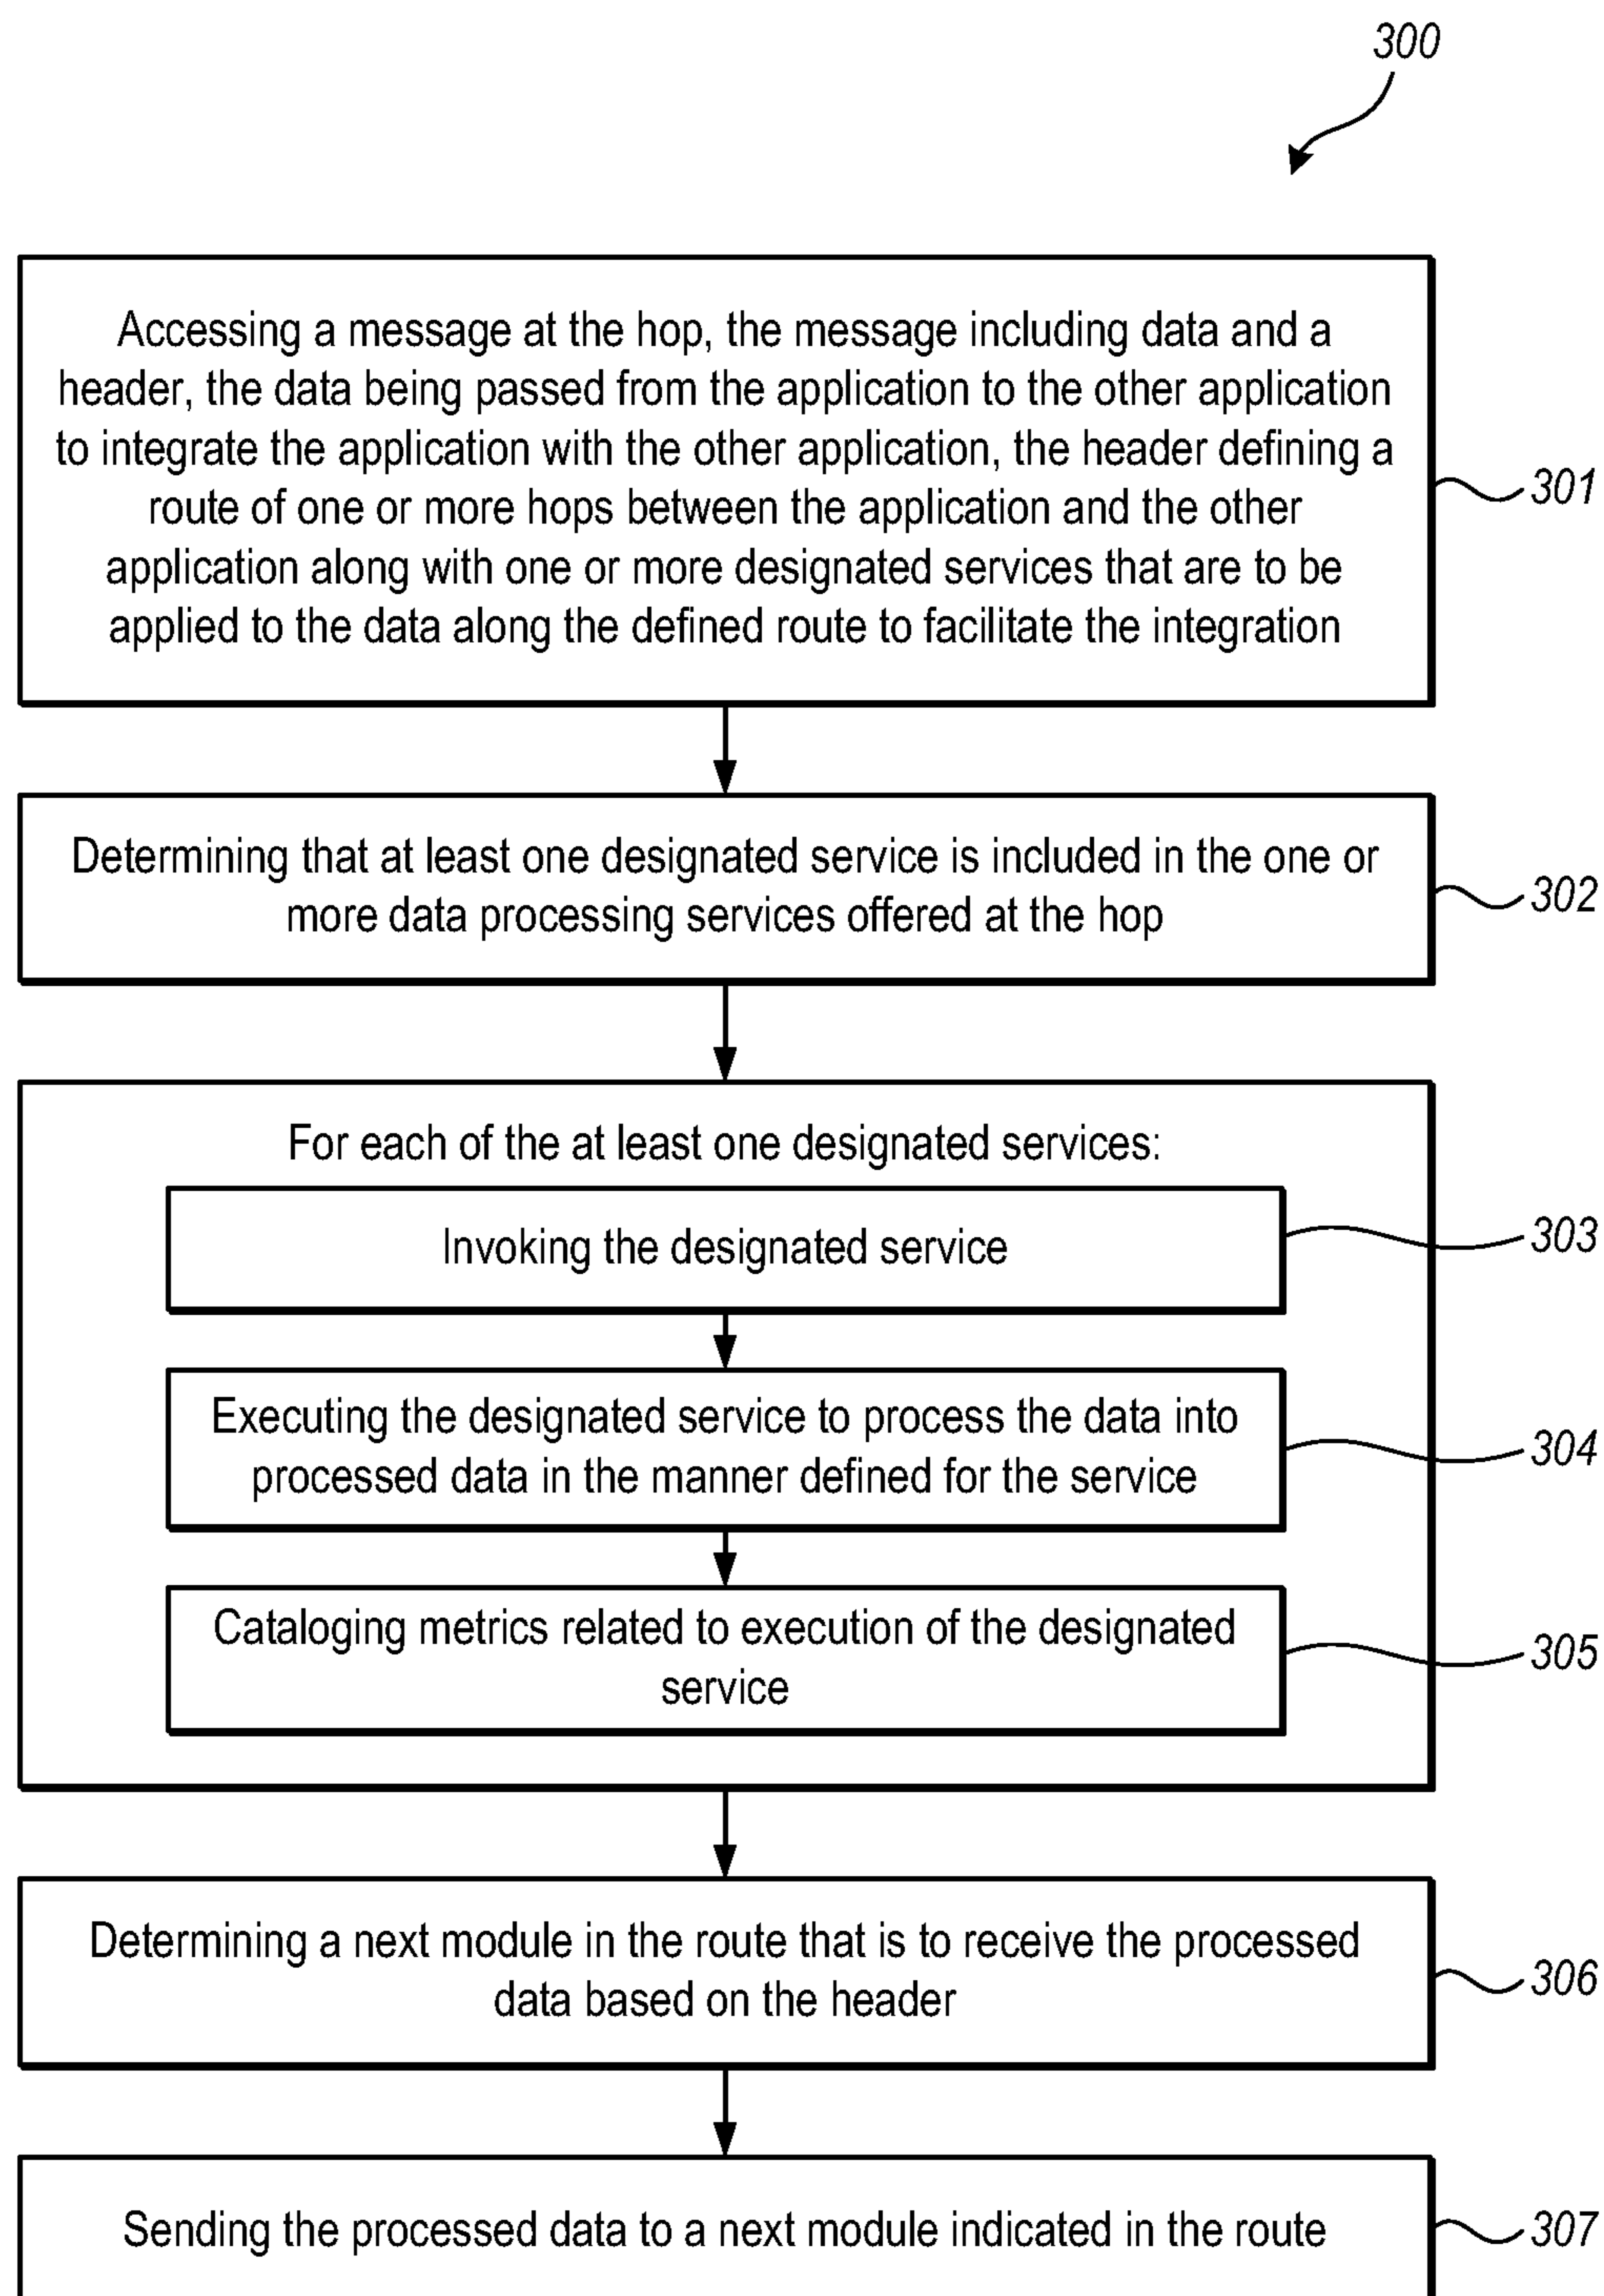 300
Accessing a message at the hop, the message including data and a
header, the data being passed from the application to the other application
to integrate the application with the other application, the header defining a
route of one or more hops between the application and the other
application along with one or more designated services that are to be
applied to the data along the defined route to facilitate the integration
301
Determining that at least one designated service is included in the one or
more data processing services offered at the hop
302
For each of the at least one designated services:
Invoking the designated service
303
Executing the designated service to process the data into
processed data in the manner defined for the service
304
Cataloging metrics related to execution of the designated
service
305
Determining a next module in the route that is to receive the processed
data based on the header
306
Sending the processed data to a next module indicated in the route
307